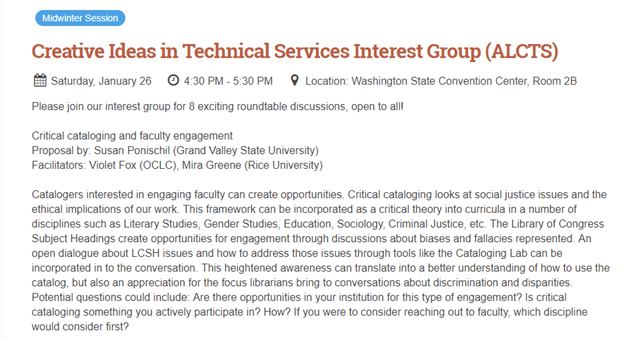 Midwinter Session
Creative Ideas in Technical Services Interest Group (ALCTS)
Saturday, January 26 4:30 PM - 5:30 PM Location: Washington State Convention Center, Room 2B
Please join our interest group for 8 exciting roundtable discussions, open to all!
Critical cataloging and faculty engagement
Proposal by: Susan Ponischil (Grand Valley State University)
Facilitators: Violet Fox (OCLC), Mira Greene (Rice University)
Catalogers interested in engaging faculty can create opportunities. Critical cataloging looks at social justice issues and the
ethical implications of our work. This framework can be incorporated as a critical theory into curricula in a number of
disciplines such as Literary Studies, Gender Studies, Education, Sociology, Criminal Justice, etc. The Library of Congress
Subject Headings create opportunities for engagement through discussions about biases and fallacies represented. An
open dialogue about LCSH issues and how to address those issues through tools like the Cataloging Lab can be
incorporated in to the conversation. This heightened awareness can translate into a better understanding of how to use the
catalog, but also an appreciation for the focus librarians bring to conversations about discrimination and disparities.
Potential questions could include: Are there opportunities in your institution for this type of engagement? Is critical
cataloging something you actively participate in? How? If you were to consider reaching out to faculty, which discipline
would consider first?